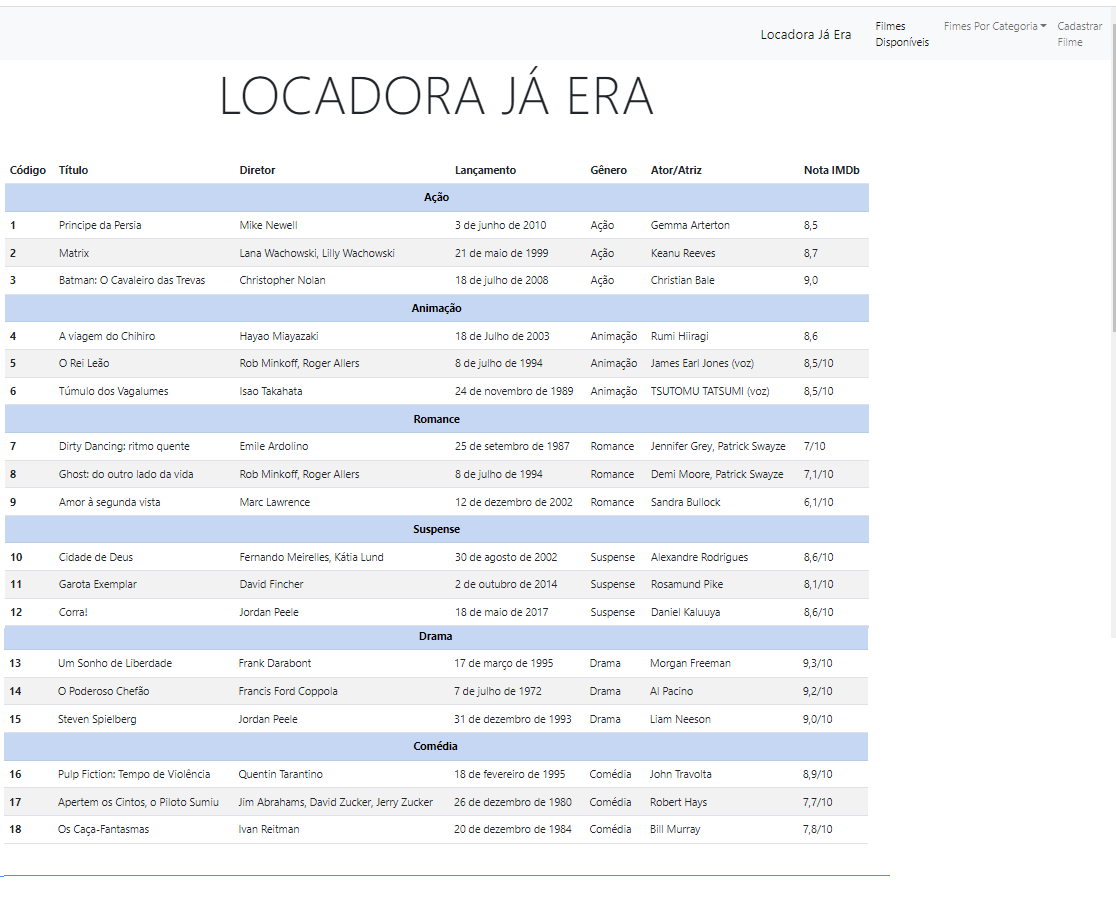 Locadora Já Era Filmes Disponíveis Fimes Por Categoria Cadastrar Filme
LOCADORA JÁ ERA
Código Título Diretor Lançamento Gênero Ator/Atriz Nota IMDb
Ação
1 Principe da Persia Mike Newell 3 de junho de 2010 Ação Gemma Arterton 8,5
2 Matrix Lana Wachowski, Lilly Wachowski 21 de maio de 1999 Ação Keanu Reeves 8,7
3 Batman: O Cavaleiro das Trevas Christopher Nolan 18 de julho de 2008 Ação Christian Bale 9,0
Animação
4 A viagem do Chihiro Hayao Miayazaki 18 de Julho de 2003 Animação Rumi Hiiragi 8,6
5 O Rei Leão Rob Minkoff, Roger Allers 8 de julho de 1994 Animação James Earl Jones (voz) 8,5/10
6 Túmulo dos Vagalumes Isao Takahata 24 de novembro de 1989 Animação TSUTOMU TATSUMI (voz) 8,5/10
Romance
7 Dirty Dancing: ritmo quente Emile Ardolino 25 de setembro de 1987 Romance Jennifer Grey, Patrick Swayze 7/10
8 Ghost: do outro lado da vida Rob Minkoff, Roger Allers 8 de julho de 1994 Romance Demi Moore, Patrick Swayze 7,1/10
9 Amor à segunda vista Marc Lawrence 12 de dezembro de 2002 Romance Sandra Bullock 6,1/10
Suspense
10 Cidade de Deus Fernando Meirelles, Kátia Lund 30 de agosto de 2002 Suspense Alexandre Rodrigues 8,6/10
11 Garota Exemplar David Fincher 2 de outubro de 2014 Suspense Rosamund Pike 8,1/10
12 Corra! Jordan Peele 18 de maio de 2017 Suspense Daniel Kaluuya 8,6/10
Drama
13 Um Sonho de Liberdade Frank Darabont 17 de março de 1995 Drama Morgan Freeman 9,3/10
14 O Poderoso Chefão Francis Ford Coppola 7 de julho de 1972 Drama Al Pacino 9,2/10
15 Steven Spielberg Jordan Peele 31 de dezembro de 1993 Drama Liam Neeson 9,0/10
Comédia
16 Pulp Fiction: Tempo de Violência Quentin Tarantino 18 de fevereiro de 1995 Comédia John Travolta 8,9/10
17 Apertem os Cintos, o Piloto Sumiu Jim Abrahams, David Zucker, Jerry Zucker 26 de dezembro de 1980 Comédia Robert Hays 7,7/10
18 Os Caça-Fantasmas Ivan Reitman 20 de dezembro de 1984 Comédia Bill Murray 7,8/10